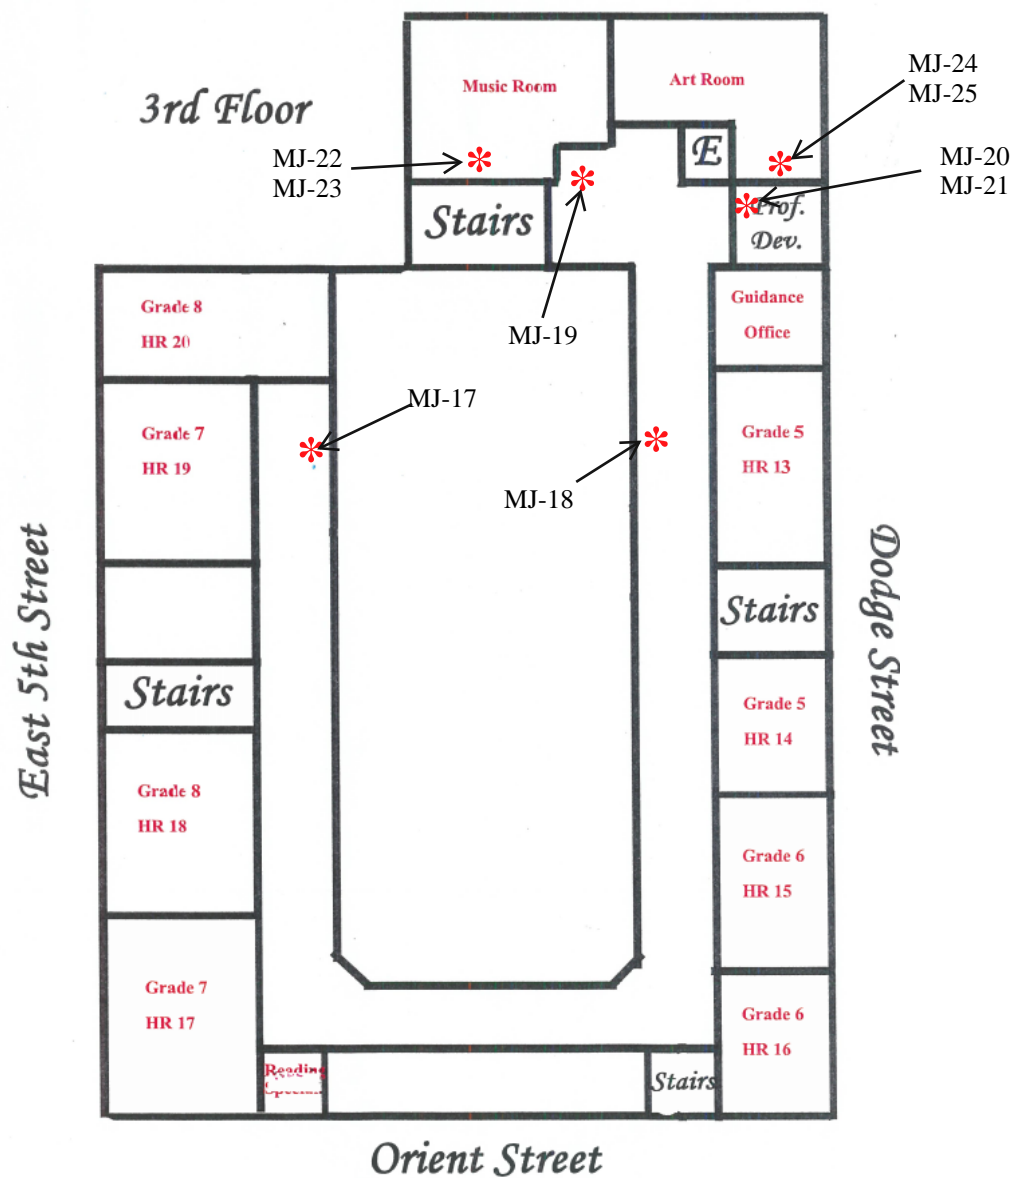 3rd Floor
Music Room
Art Room
MJ-24
MJ-25
MJ-22
MJ-23
E
MJ-20
MJ-21
Stairs
Prof.
Dev.
MJ-19
Grade 8
HR 20
Guidance
Office
MJ-17
MJ-18
Grade 7
HR 19
Grade 5
HR 13
East 5th Street
Dodge Street
Stairs
Stairs
Grade 5
HR 14
Grade 8
HR 18
Grade 6
HR 15
Grade 7
HR 17
Grade 6
HR 16
Reading
Stairs
Orient Street